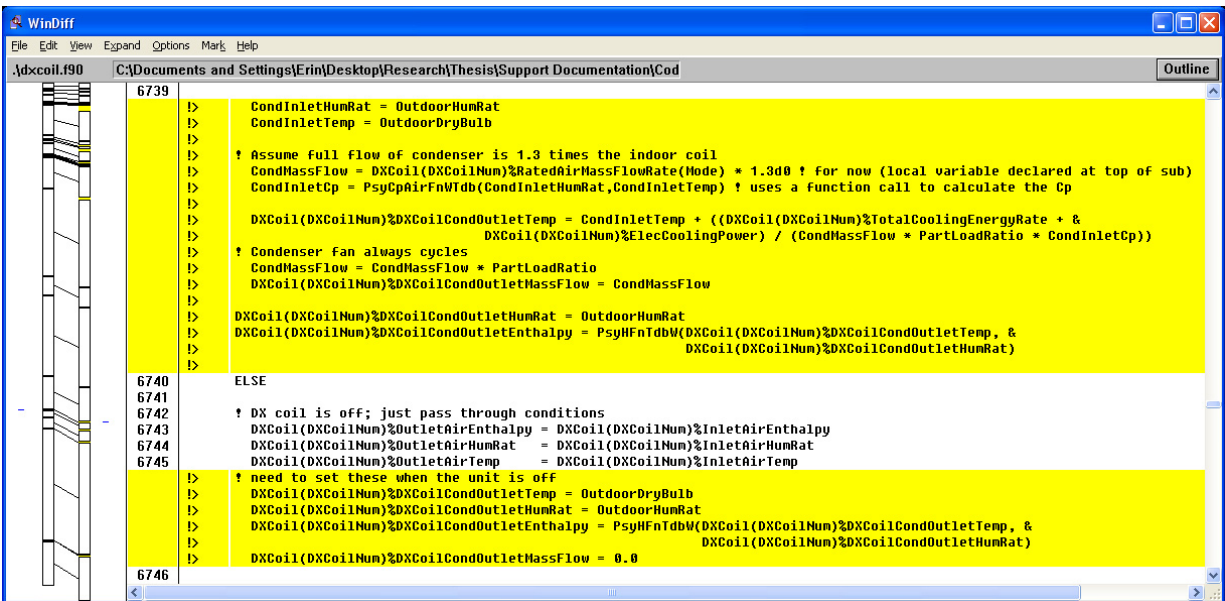 WinDiff
File Edit View Expand Options Mark Help
.\dxcoil.f90 C:\Documents and Settings\Erin\Desktop\Research\Thesis\Support Documentation\Cod Outline
6739
!> CondInletHumRat = OutdoorHumRat
!> CondInletTemp = OutdoorDryBulb
!>
!> ! Assume full flow of condenser is 1.3 times the indoor coil
!> CondMassFlow = DXCoil(DXCoilNum)%RatedAirMassFlowRate(Mode) * 1.3d0 ! for now (local variable declared at top of sub)
!> CondInletCp = PsyCpAirFnWTdb(CondInletHumRat,CondInletTemp) ! uses a function call to calculate the Cp
!>
!> DXCoil(DXCoilNum)%DXCoilCondOutletTemp = CondInletTemp + ((DXCoil(DXCoilNum)%TotalCoolingEnergyRate + &
!> DXCoil(DXCoilNum)%ElecCoolingPower) / (CondMassFlow * PartLoadRatio * CondInletCp))
!> ! Condenser fan always cycles
!> CondMassFlow = CondMassFlow * PartLoadRatio
!> DXCoil(DXCoilNum)%DXCoilCondOutletMassFlow = CondMassFlow
!>
!> DXCoil(DXCoilNum)%DXCoilCondOutletHumRat = OutdoorHumRat
!> DXCoil(DXCoilNum)%DXCoilCondOutletEnthalpy = PsyHFnTdbW(DXCoil(DXCoilNum)%DXCoilCondOutletTemp, &
!> DXCoil(DXCoilNum)%DXCoilCondOutletHumRat)
!>
6740 ELSE
6741
6742 ! DX coil is off; just pass through conditions
6743 DXCoil(DXCoilNum)%OutletAirEnthalpy = DXCoil(DXCoilNum)%InletAirEnthalpy
6744 DXCoil(DXCoilNum)%OutletAirHumRat = DXCoil(DXCoilNum)%InletAirHumRat
6745 DXCoil(DXCoilNum)%OutletAirTemp = DXCoil(DXCoilNum)%InletAirTemp
!> ! need to set these when the unit is off
!> DXCoil(DXCoilNum)%DXCoilCondOutletTemp = OutdoorDryBulb
!> DXCoil(DXCoilNum)%DXCoilCondOutletHumRat = OutdoorHumRat
!> DXCoil(DXCoilNum)%DXCoilCondOutletEnthalpy = PsyHFnTdbW(DXCoil(DXCoilNum)%DXCoilCondOutletTemp, &
!> DXCoil(DXCoilNum)%DXCoilCondOutletHumRat)
!> DXCoil(DXCoilNum)%DXCoilCondOutletMassFlow = 0.0
6746